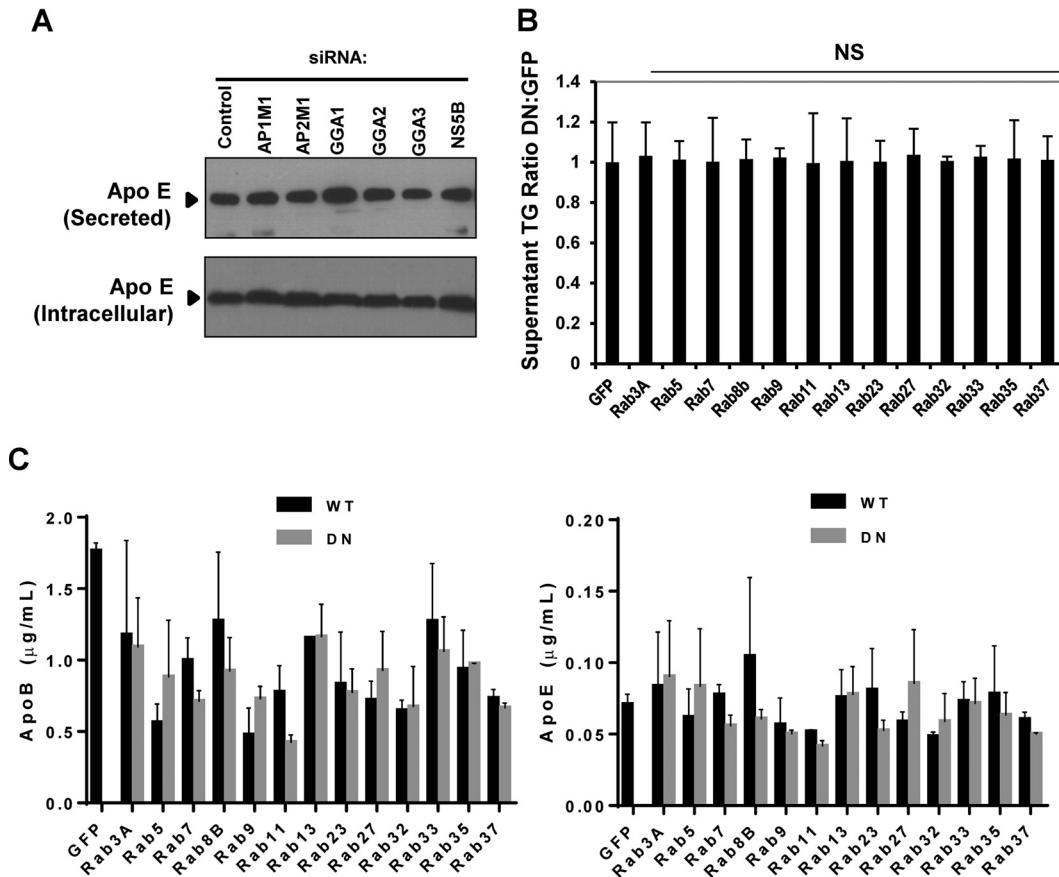 A
siRNA:
Control
AP1M1
AP2M1
GGA1
GGA2
GGA3
NS5B
Apo E
(Secreted)
Apo E
(Intracellular)
B
NS
Supernatant TG Ratio DN:GFP
1.4
1.2
1
0.8
0.6
0.4
0.2
0
GFP
Rab3A
Rab5
Rab7
Rab8b
Rab9
Rab11
Rab13
Rab23
Rab27
Rab32
Rab33
Rab35
Rab37
C
WT
DN
ApoB (µg/mL)
2.0
1.5
1.0
0.5
0.0
GFP
Rab3A
Rab5
Rab7
Rab8B
Rab9
Rab11
Rab13
Rab23
Rab27
Rab32
Rab33
Rab35
Rab37
WT
DN
ApoE (µg/mL)
0.20
0.15
0.10
0.05
0.00
GFP
Rab3A
Rab5
Rab7
Rab8B
Rab9
Rab11
Rab13
Rab23
Rab27
Rab32
Rab33
Rab35
Rab37